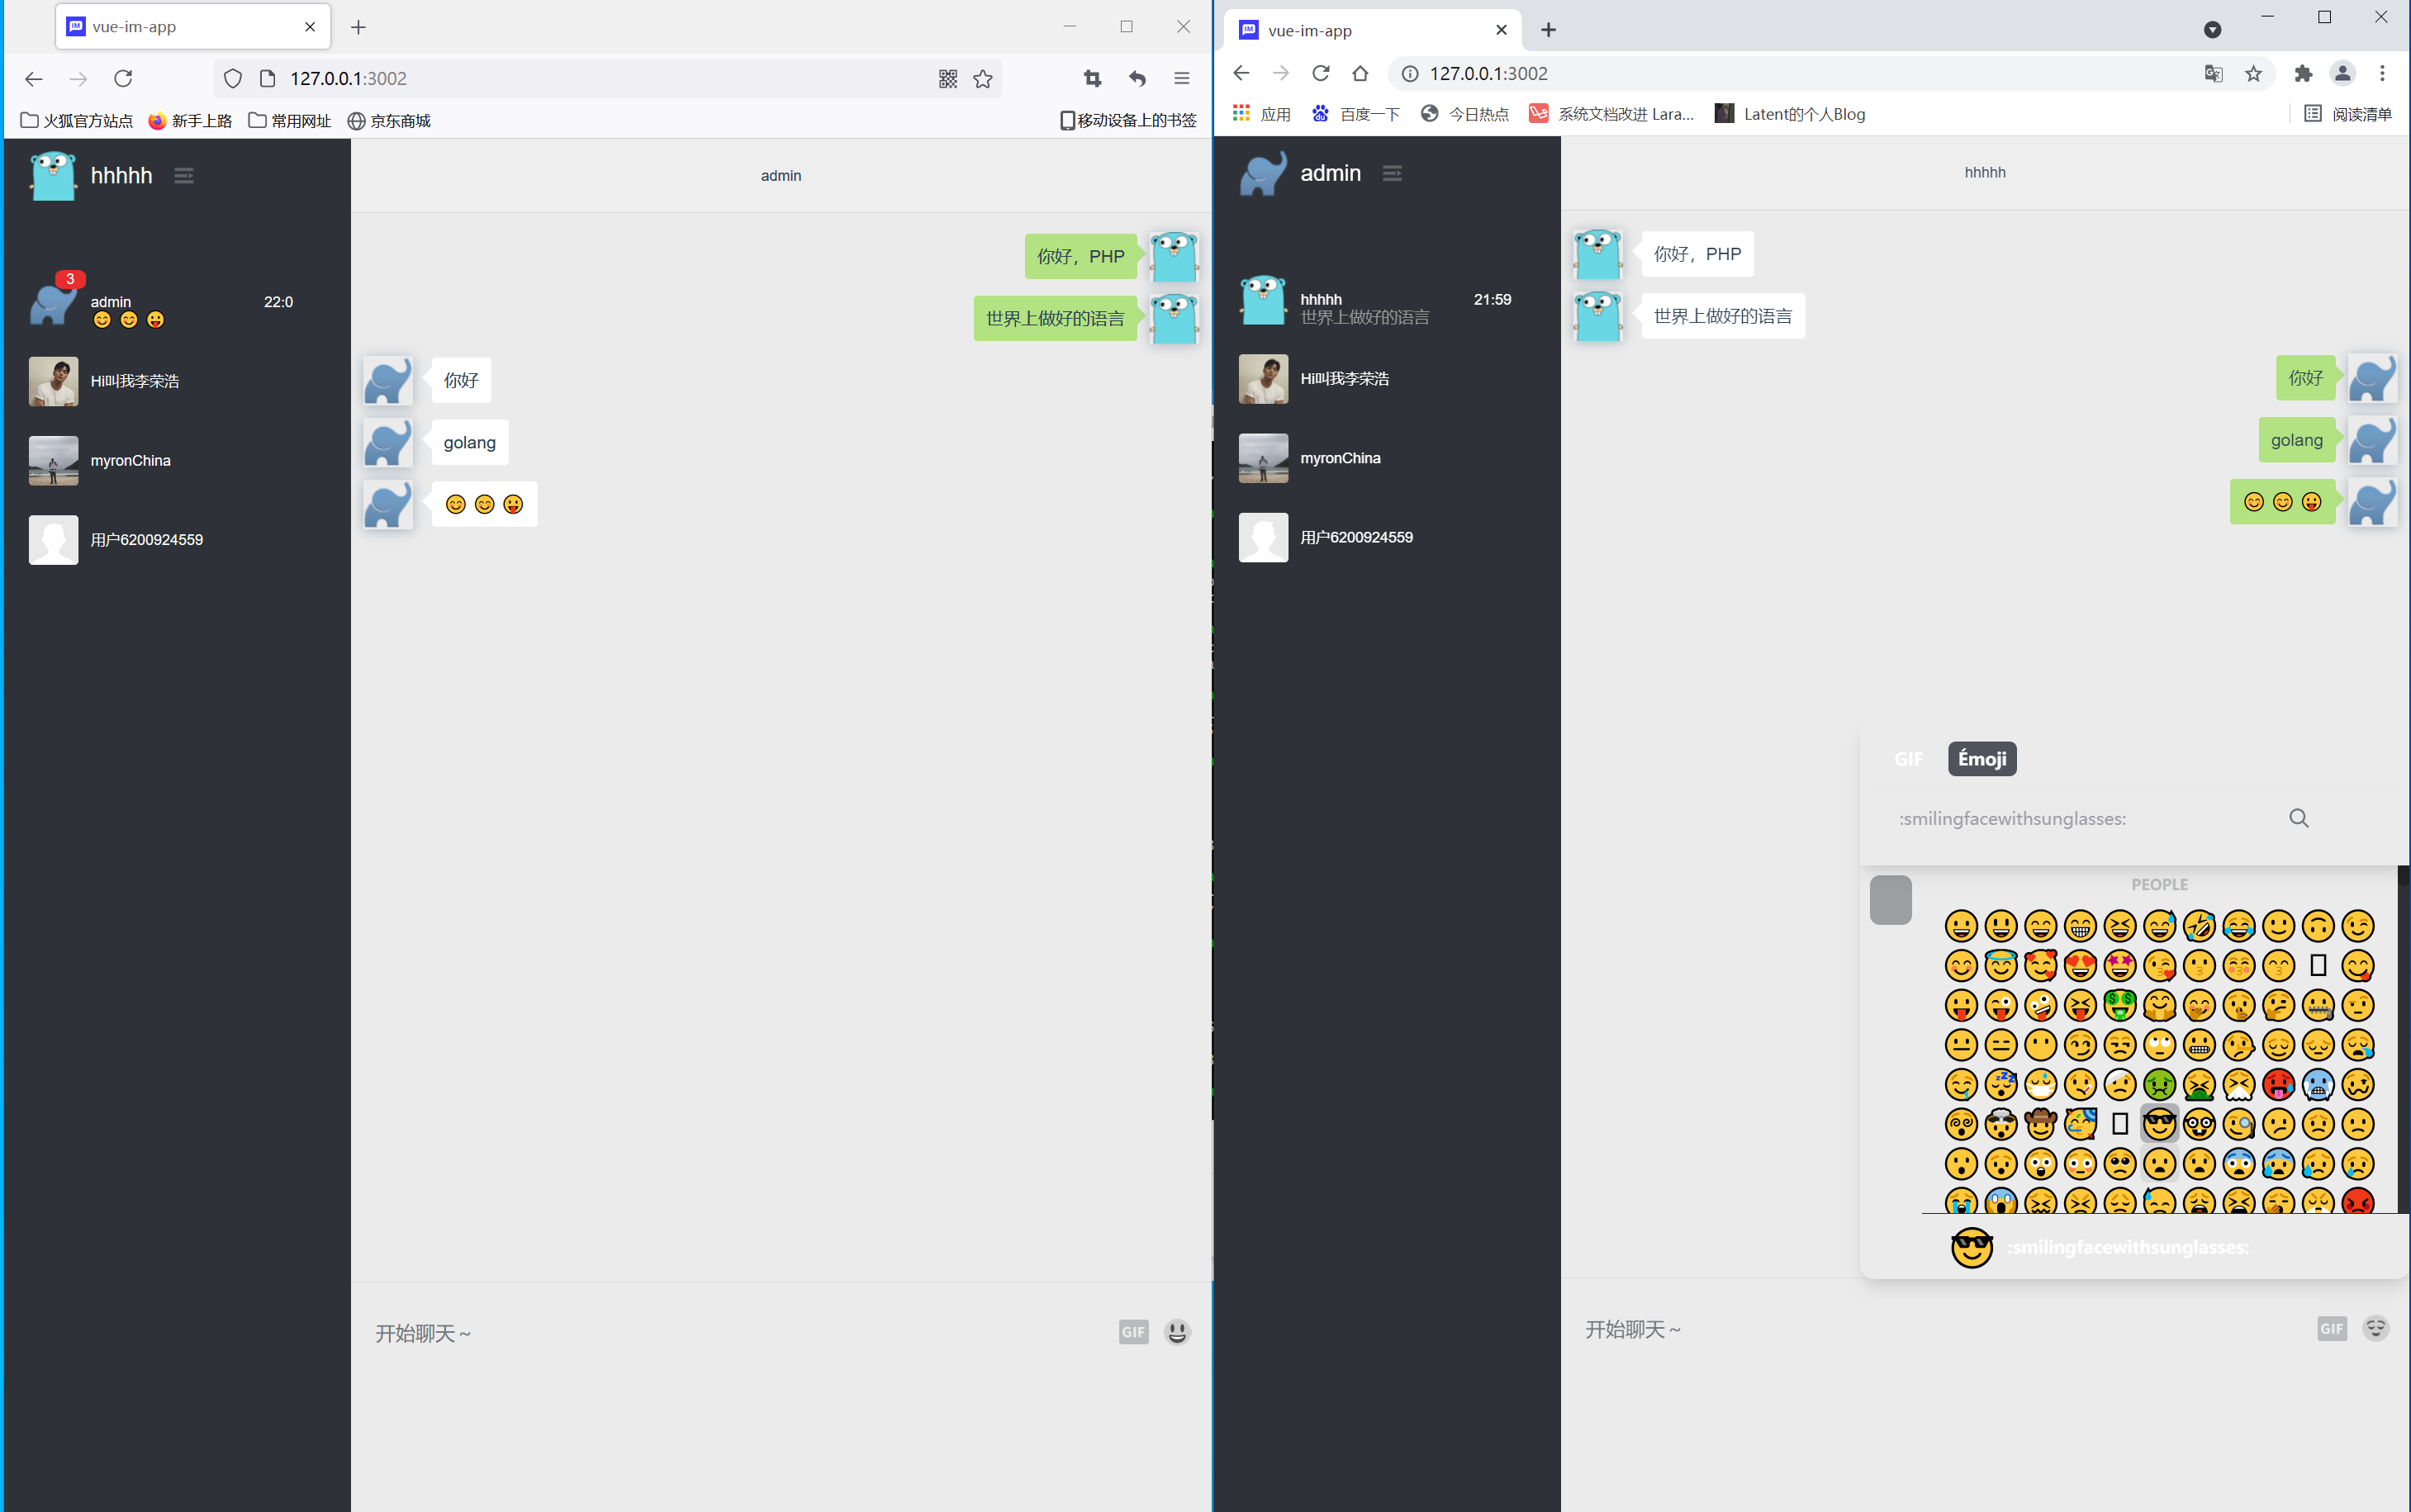 vue-im-app
127.0.0.1:3002
火狐官方站点 新手上路 常用网址 京东商城 移动设备上的书签
hhhhh
3
admin 22:0
😊 😊 😛
Hi叫我李荣浩
myronChina
用户6200924559
admin
你好，PHP
世界上做好的语言
你好
golang
😊 😊 😛
开始聊天～
GIF
vue-im-app
127.0.0.1:3002
应用 百度一下 今日热点 系统文档改进 Lara... Latent的个人Blog 阅读清单
admin
hhhhh 21:59
世界上做好的语言
Hi叫我李荣浩
myronChina
用户6200924559
hhhhh
你好，PHP
世界上做好的语言
你好
golang
😊 😊 😛
GIF Émoji
:smilingfacewithsunglasses:
PEOPLE
:smilingfacewithsunglasses:
开始聊天～
GIF